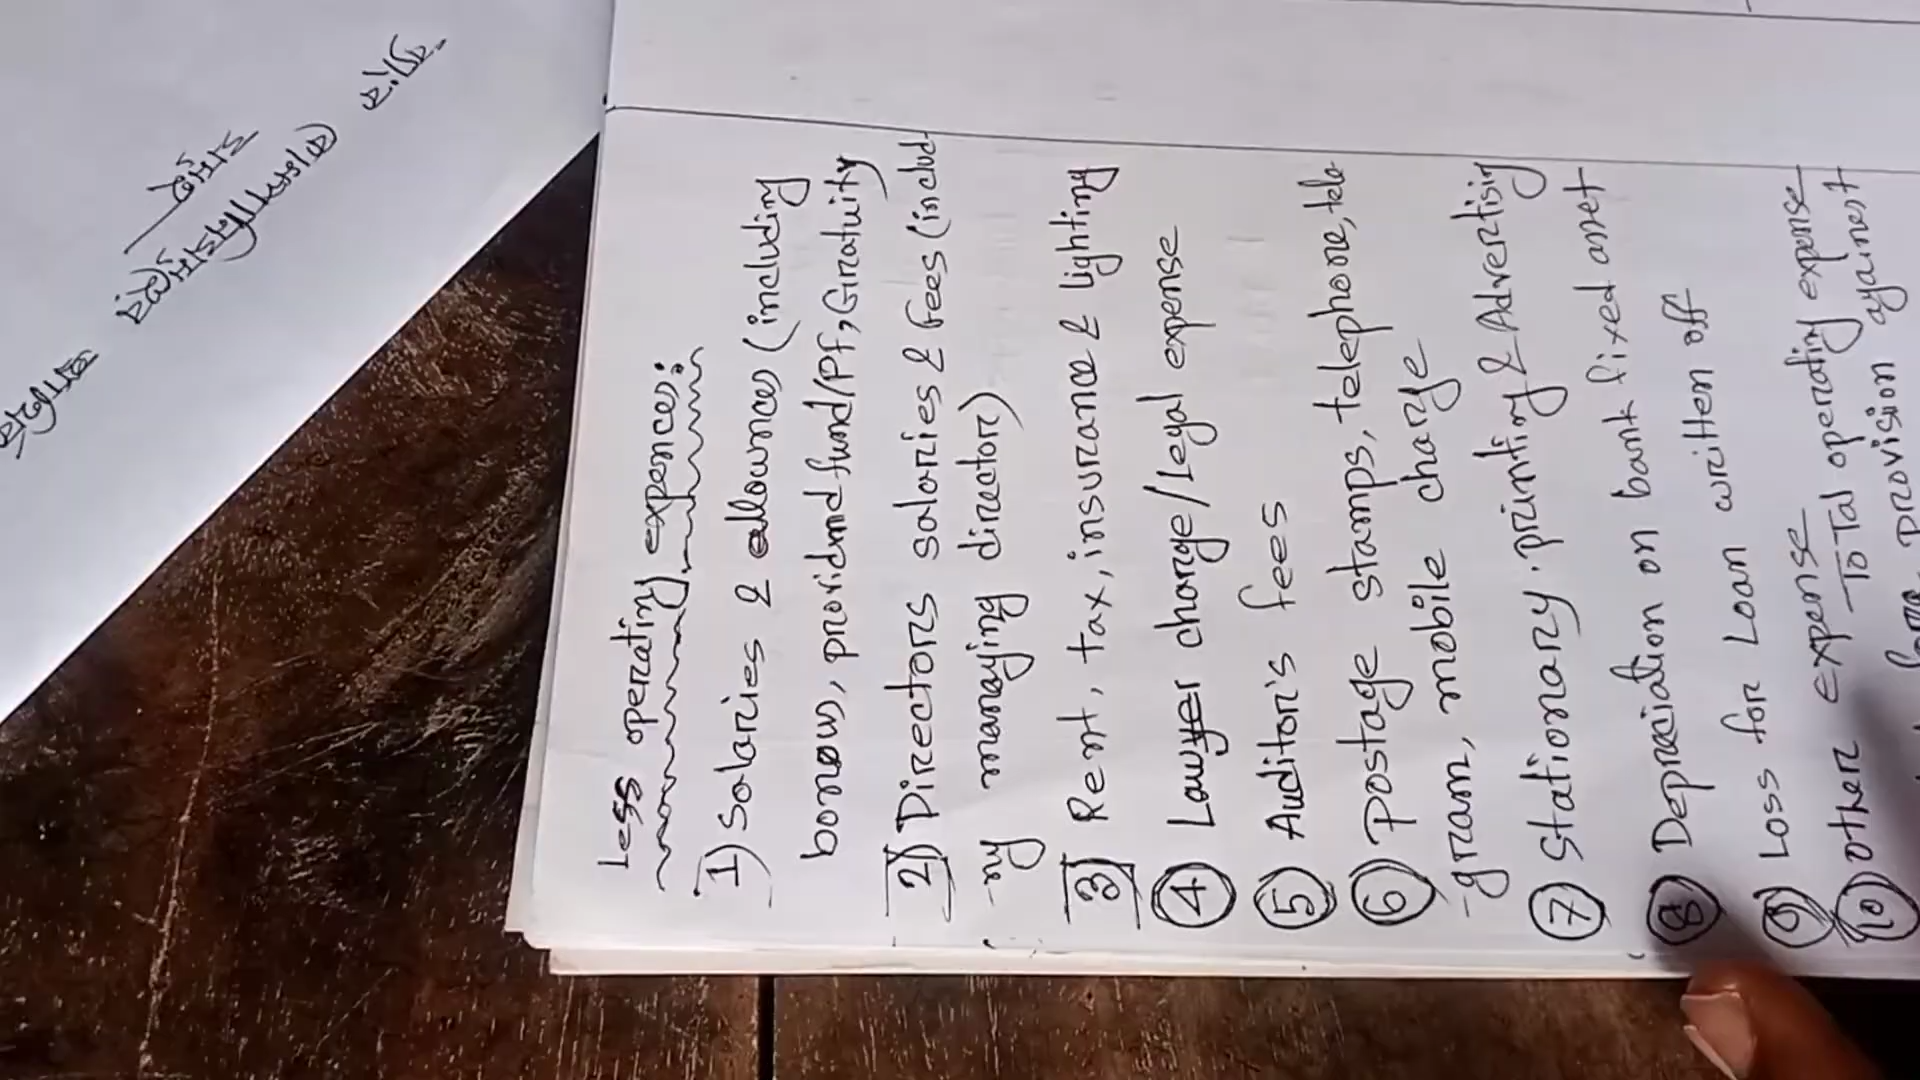 Less operating expences:
1) Salaries & allowances (including
bonous, providend fund/PF, Gratuity
2) Directors salaries & Fees (includ-
-ng managing director)
3) Rent, tax, insurance & lighting
4 Lawyer charge/legal expense
5 Auditor's fees
6 Postage stamps, telephone, tele
-gram, mobile charge
7 Stationary. printing & Advertising
8 Depreciation on bank fixed asset
9 Loss for Loan written off
10 other expense
Total operating expense
provision against